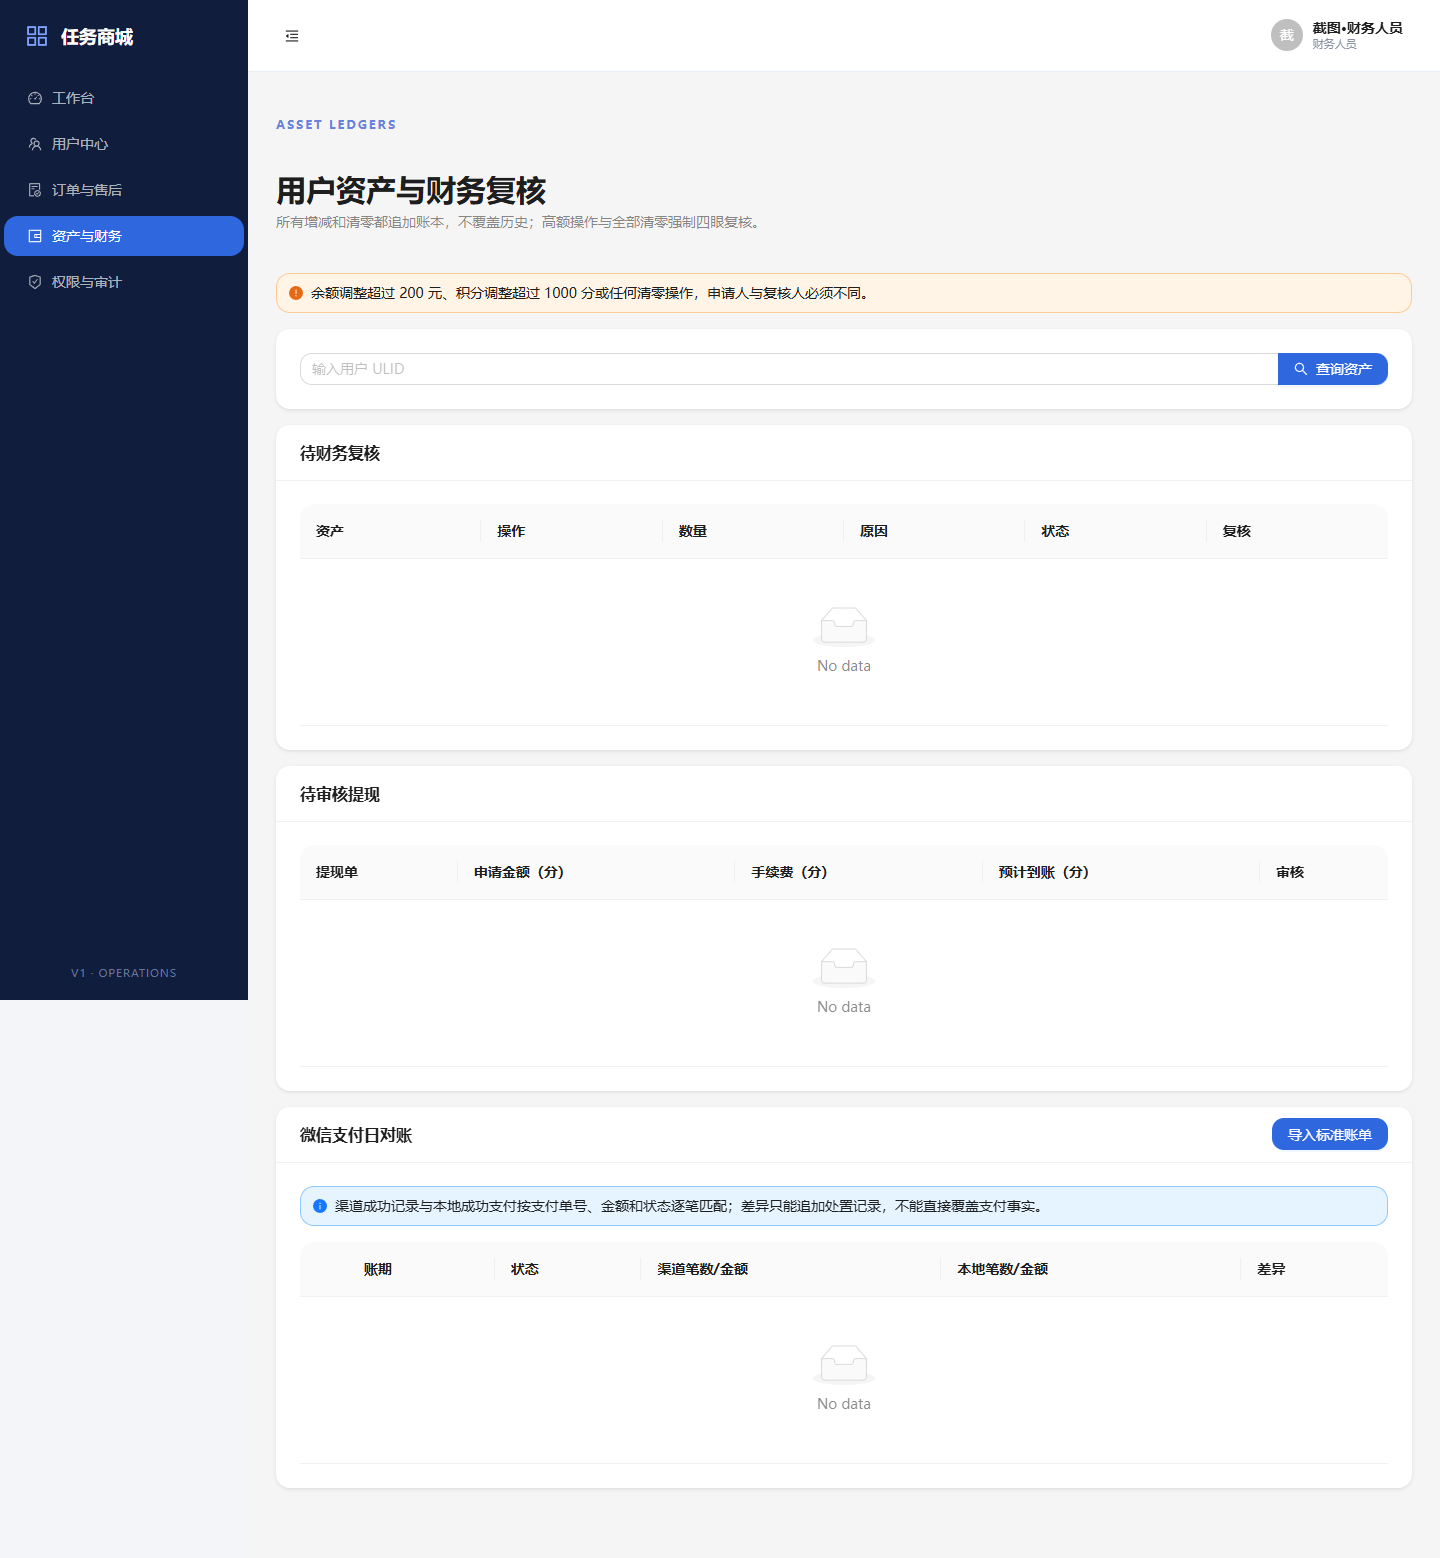 任务商城
工作台
用户中心
订单与售后
资产与财务
权限与审计
V1 · OPERATIONS
截
截图•财务人员
财务人员
ASSET LEDGERS
用户资产与财务复核
所有增减和清零都追加账本，不覆盖历史；高额操作与全部清零强制四眼复核。
余额调整超过 200 元、积分调整超过 1000 分或任何清零操作，申请人与复核人必须不同。
输入用户 ULID
查询资产
待财务复核
资产 操作 数量 原因 状态 复核
No data
待审核提现
提现单 申请金额（分） 手续费（分） 预计到账（分） 审核
No data
微信支付日对账
导入标准账单
渠道成功记录与本地成功支付按支付单号、金额和状态逐笔匹配；差异只能追加处置记录，不能直接覆盖支付事实。
账期 状态 渠道笔数/金额 本地笔数/金额 差异
No data